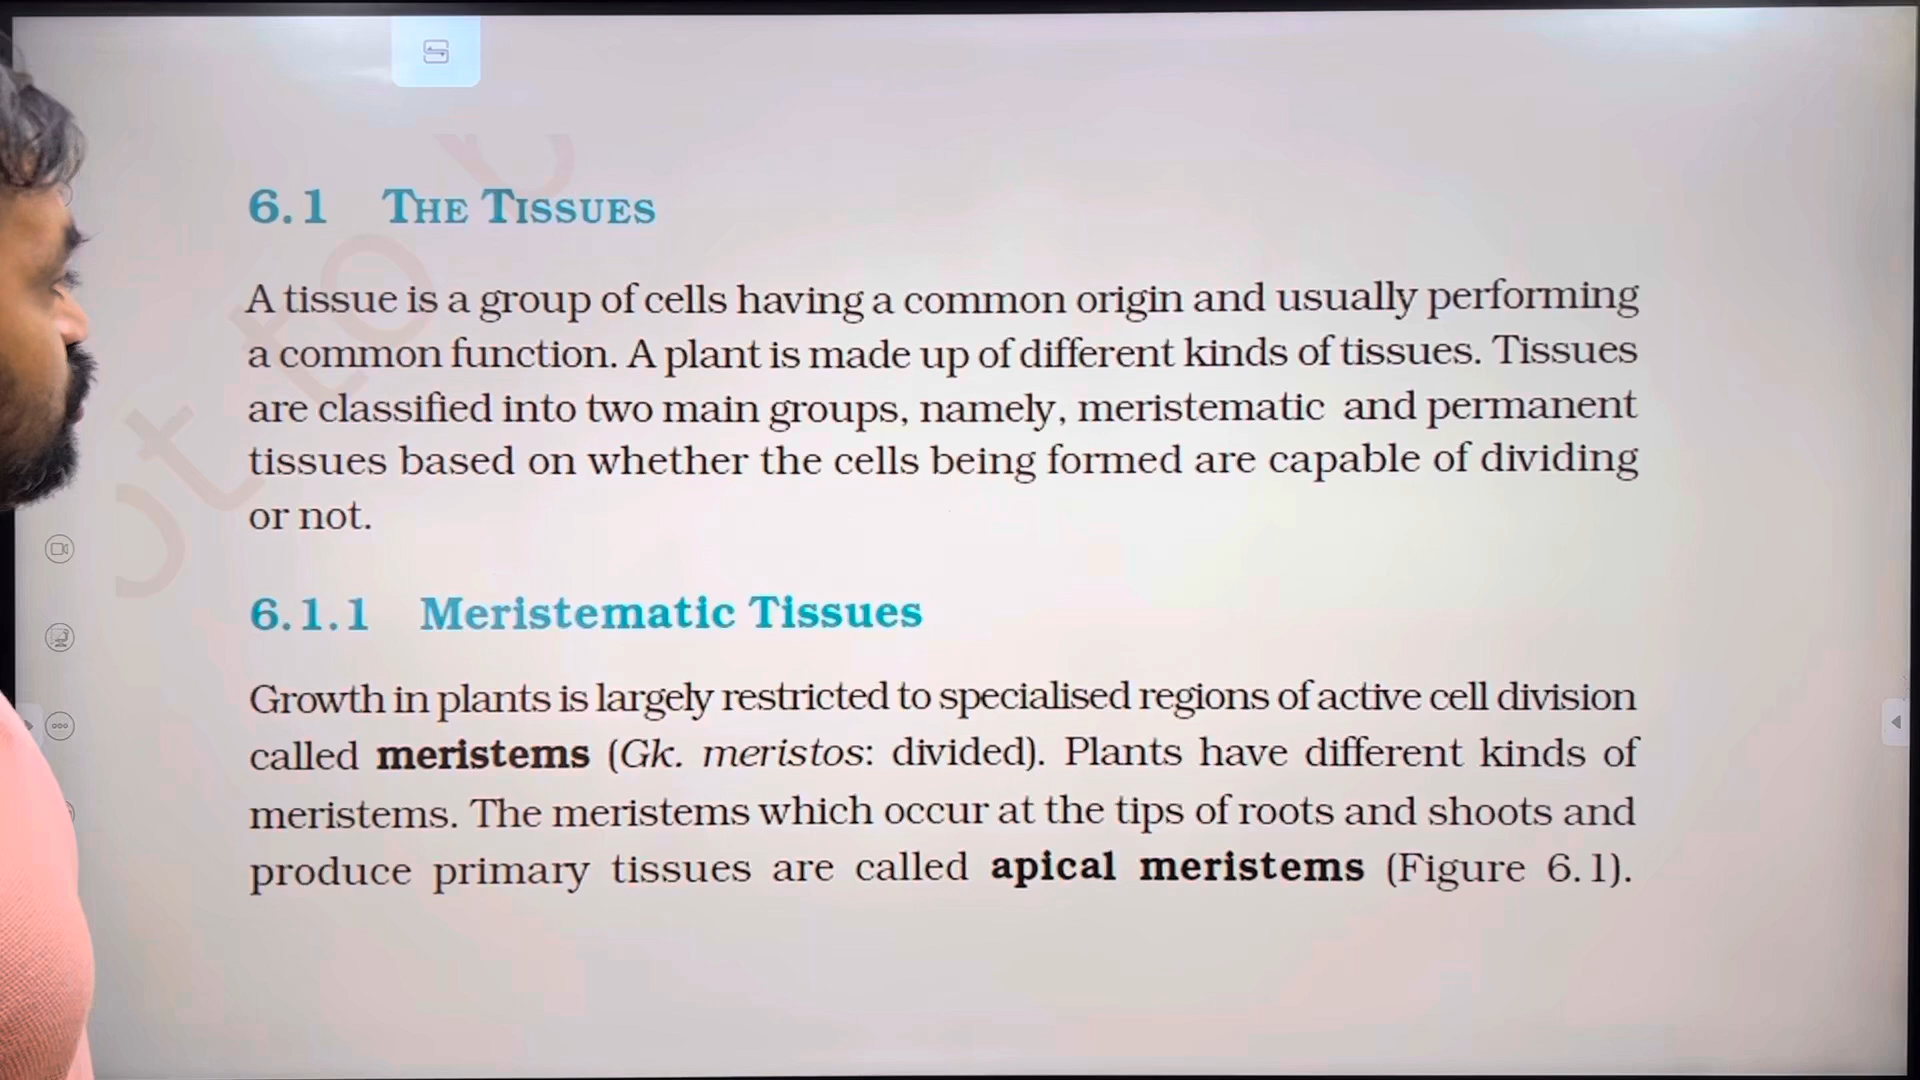 6.1 THE TISSUES
A tissue is a group of cells having a common origin and usually performing
a common function. A plant is made up of different kinds of tissues. Tissues
are classified into two main groups, namely, meristematic and permanent
tissues based on whether the cells being formed are capable of dividing
or not.
6.1.1 Meristematic Tissues
Growth in plants is largely restricted to specialised regions of active cell division
called meristems (Gk. meristos: divided). Plants have different kinds of
meristems. The meristems which occur at the tips of roots and shoots and
produce primary tissues are called apical meristems (Figure 6.1).